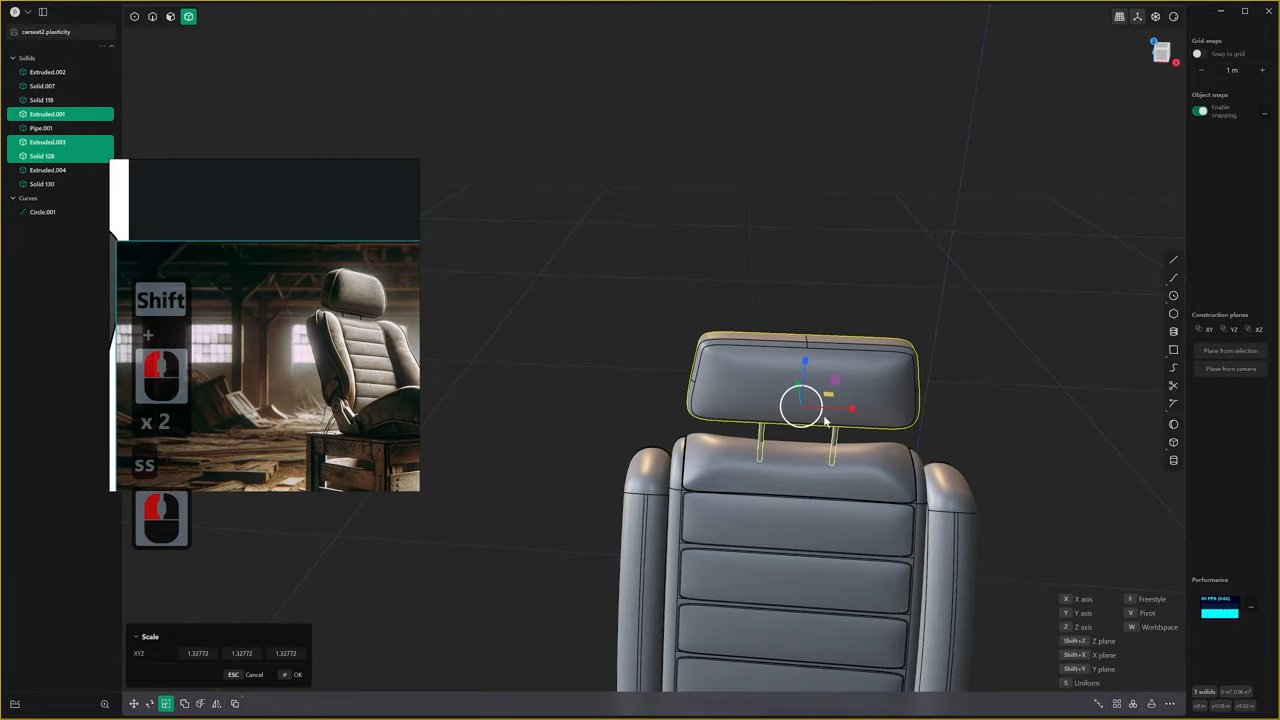 P
carseat2.plasticity
Solids
Extruded.002
Solid.007
Solid 118
Extruded.001
Pipe.001
Extruded.003
Solid 128
Extruded.004
Solid 130
Curves
Circle.001
Shift
+
x 2
ss
Scale
XYZ 1.32772 1.32772 1.32772
ESC Cancel OK
Z
X
X X axis F Freestyle
Y Y axis V Pivot
Z Z axis W Worldspace
Shift+Z Z plane
Shift+X X plane
Shift+Y Y plane
S Uniform
Grid snaps
Snap to grid
1 m
Object snaps
Enable snapping
Construction planes
XY YZ XZ
Plane from selection
Plane from camera
Performance
3 solids